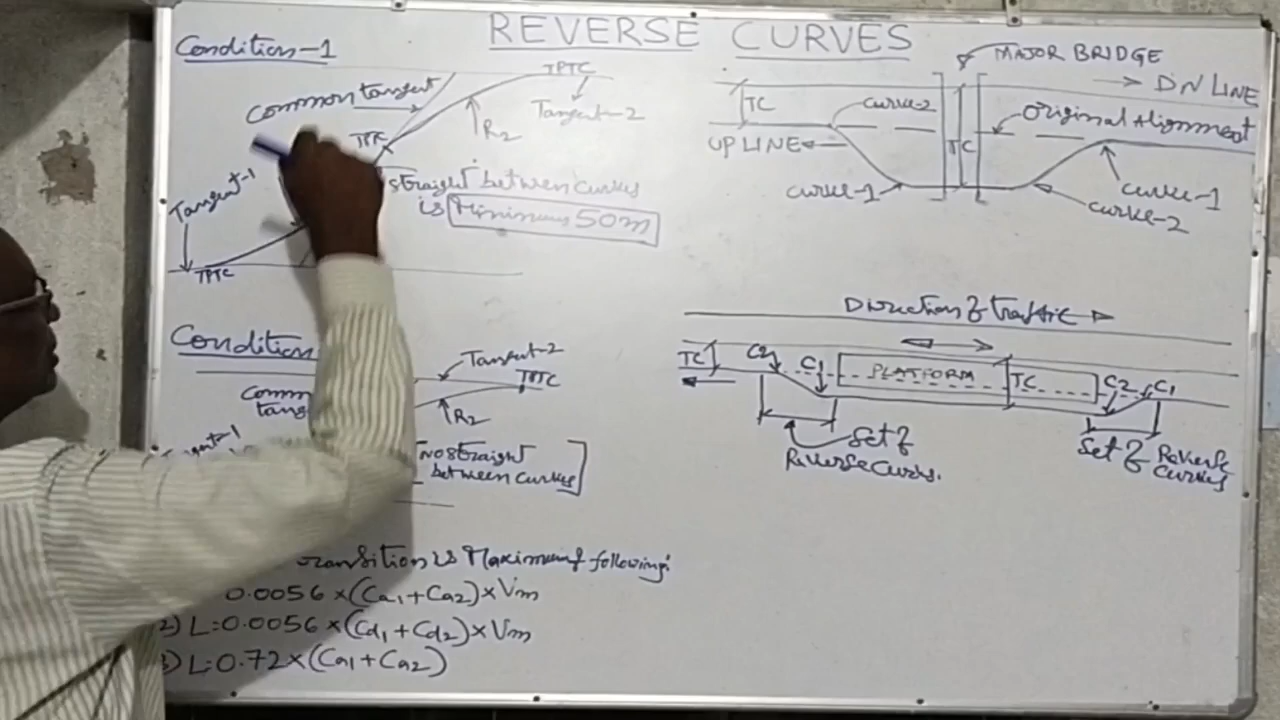 REVERSE CURVES
Condition-1
Common tangent
TPTC
Tangent-2
R2
TPTC
Tangent-1
TPTC
straight between curves
is Minimum 50m
MAJOR BRIDGE
DN LINE
TC
curve-2
Original Alignment
UP LINE
TC
curve-1
curve-1
curve-2
Condition
Tangent-2
TPTC
Comm
tang
R2
Tangent-1
No straight
between curves
Direction of traffic
TC
C2
C1
PLATFORM
TC
C2
C1
Set of
Reverse Curvs.
Set of Reverse
Curves
transition is Maximum of following:
0.0056 × (Ca1 + Ca2) × Vm
2) L=0.0056 × (Cd1 + Cd2) × Vm
3) L=0.72 × (Ca1 + Ca2)